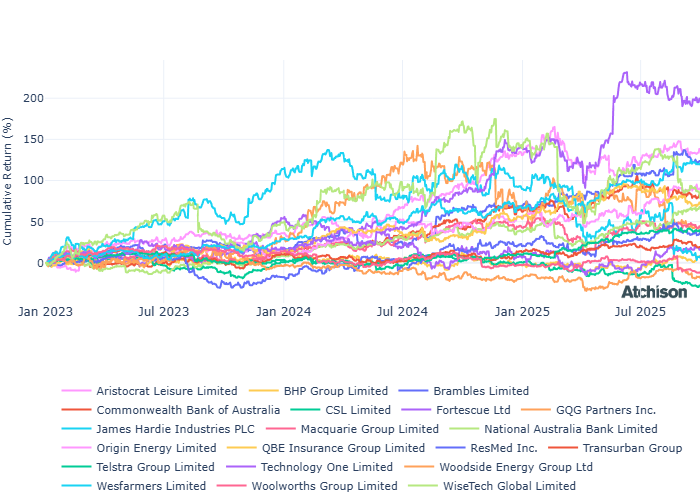 200
150
100
50
0
Cumulative Return (%)
Jan 2023 Jul 2023 Jan 2024 Jul 2024 Jan 2025 Jul 2025
Atchison
Aristocrat Leisure Limited BHP Group Limited Brambles Limited
Commonwealth Bank of Australia CSL Limited Fortescue Ltd GQG Partners Inc.
James Hardie Industries PLC Macquarie Group Limited National Australia Bank Limited
Origin Energy Limited QBE Insurance Group Limited ResMed Inc. Transurban Group
Telstra Group Limited Technology One Limited Woodside Energy Group Ltd
Wesfarmers Limited Woolworths Group Limited WiseTech Global Limited